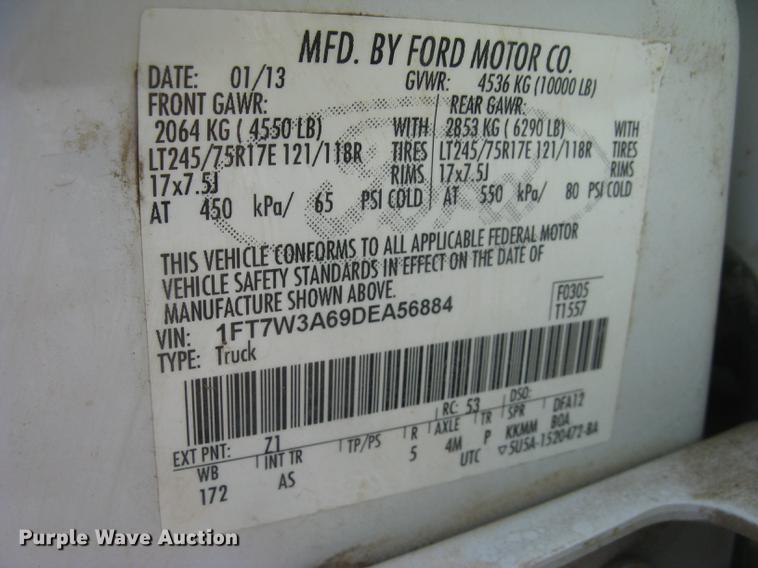 MFD. BY FORD MOTOR CO.
DATE: 01/13 GVWR: 4536 KG (10000 LB)
FRONT GAWR: REAR GAWR:
2064 KG ( 4550 LB) WITH 2853 KG ( 6290 LB) WITH
LT245/75R17E 121/118R TIRES LT245/75R17E 121/118R TIRES
17x7.5J RIMS 17x7.5J RIMS
AT 450 kPa/ 65 PSI COLD AT 550 kPa/ 80 PSI COLD
THIS VEHICLE CONFORMS TO ALL APPLICABLE FEDERAL MOTOR
VEHICLE SAFETY STANDARDS IN EFFECT ON THE DATE OF
MANUFACTURE SHOWN ABOVE.
VIN: 1FT7W3A69DEA56884
F0305
T1557
TYPE: Truck
EXT PNT: Z1 RC: 53 DSO:
WB INT TR TP/PS R AXLE TR SPR DFA12
172 AS 5 4M P KKMM BOA
UTC ▽5U5A-1520472-BA
Purple Wave Auction